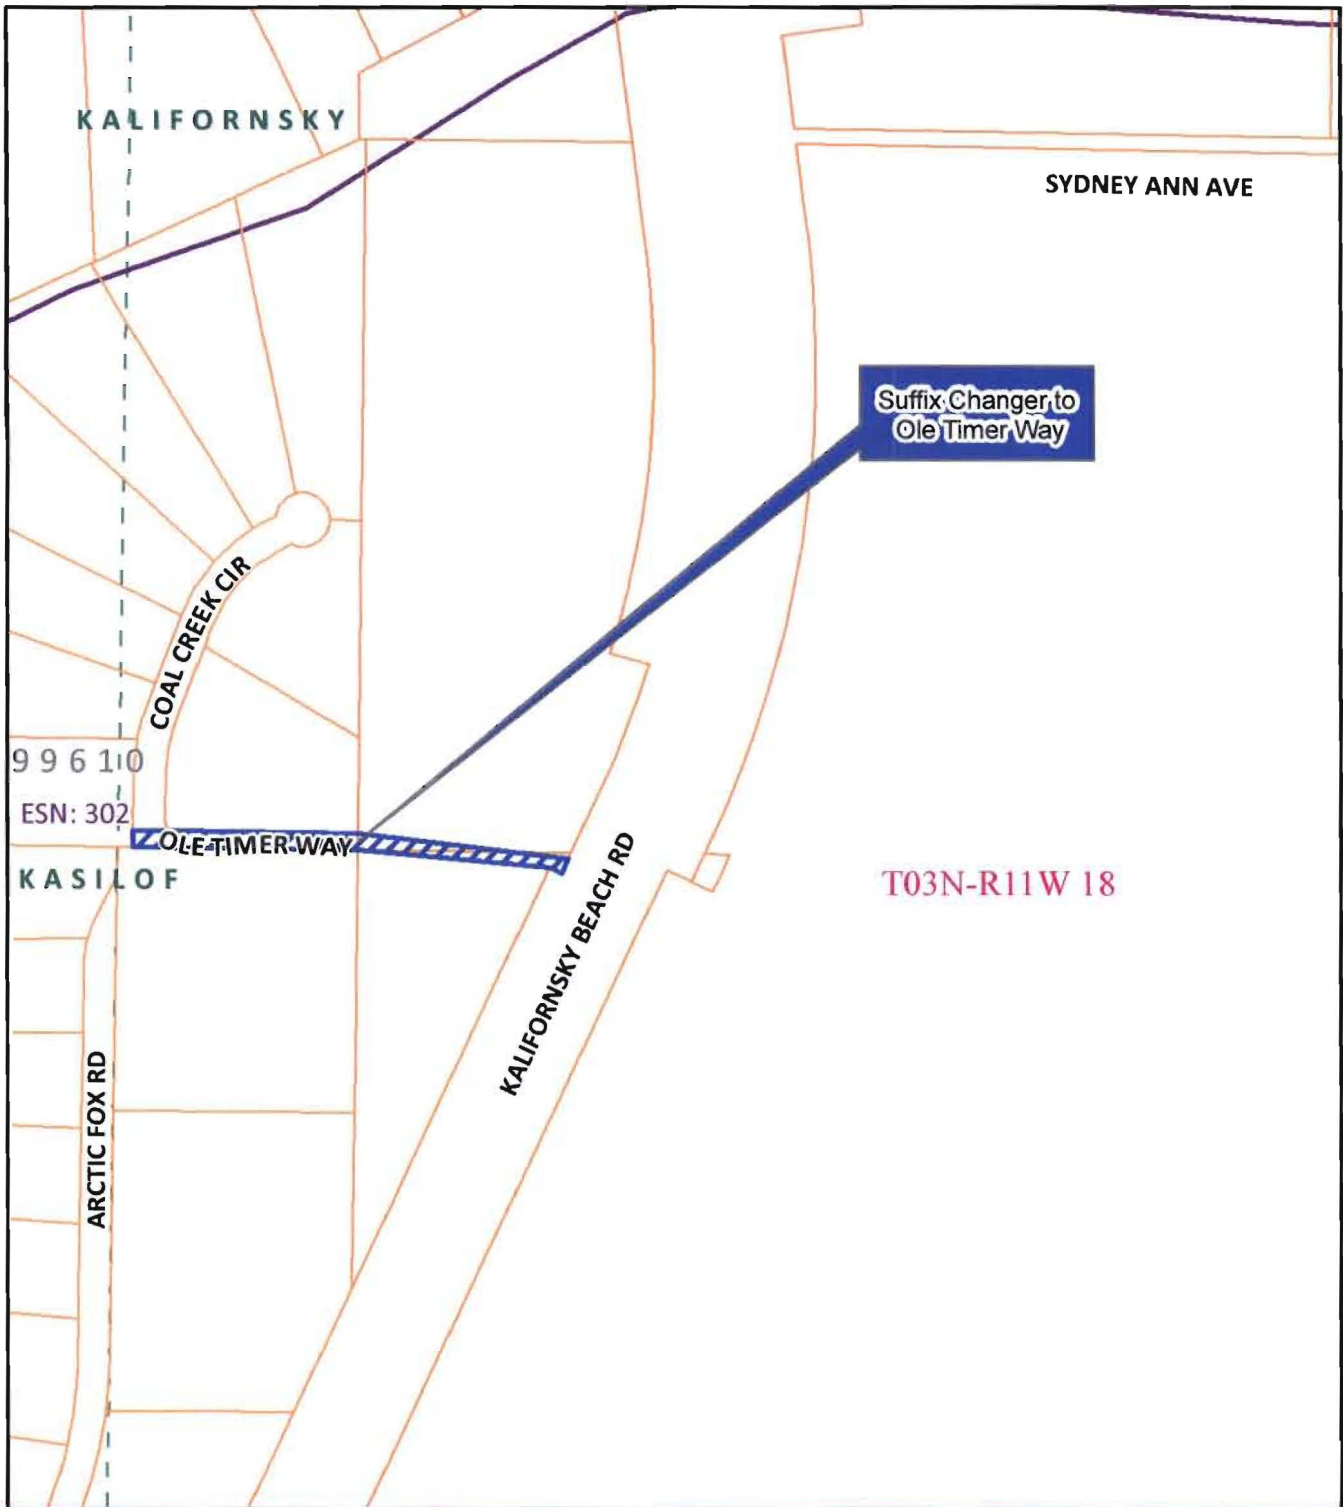 KALIFORNSKY
SYDNEY ANN AVE
Suffix Changer to
Ole Timer Way
COAL CREEK CIR
99610
ESN: 302
OLE TIMER WAY
KASILOF
KALIFORNSKY BEACH RD
T03N-R11W 18
ARCTIC FOX RD